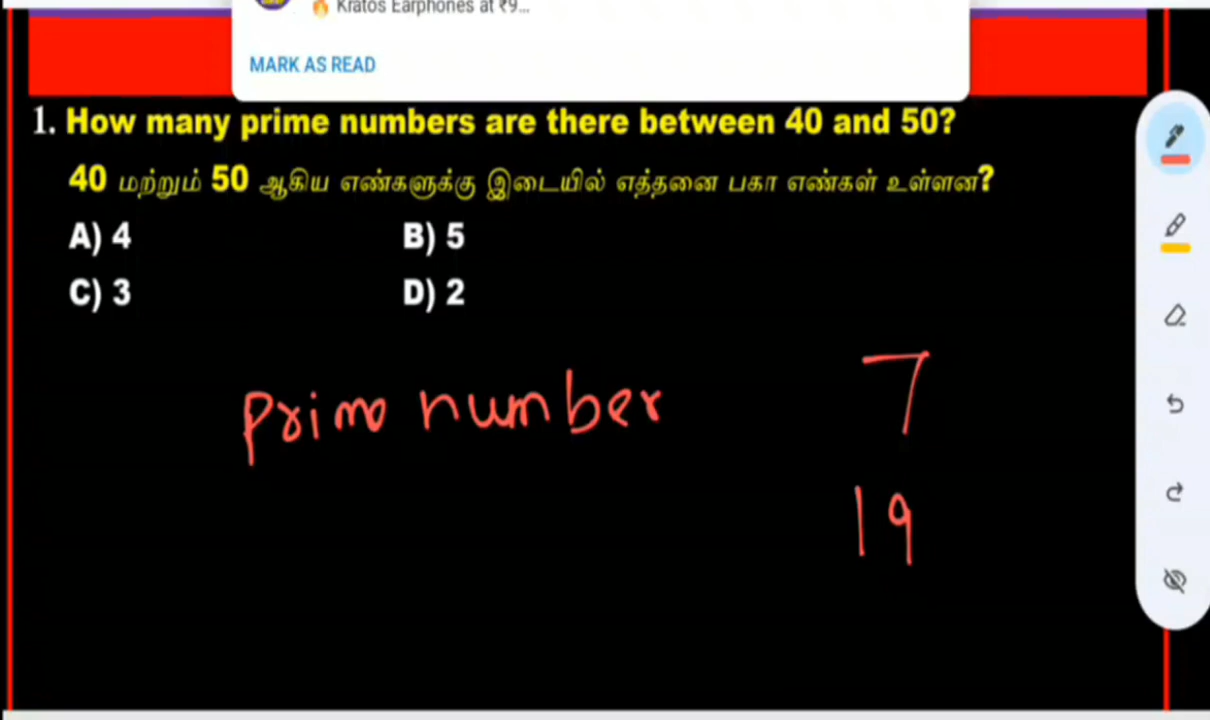 🔥 Kratos Earphones at ₹9...
MARK AS READ
1. How many prime numbers are there between 40 and 50?
40 மற்றும் 50 ஆகிய எண்களுக்கு இடையில் எத்தனை பகா எண்கள் உள்ளன?
A) 4 B) 5
C) 3 D) 2
prime number 7
19